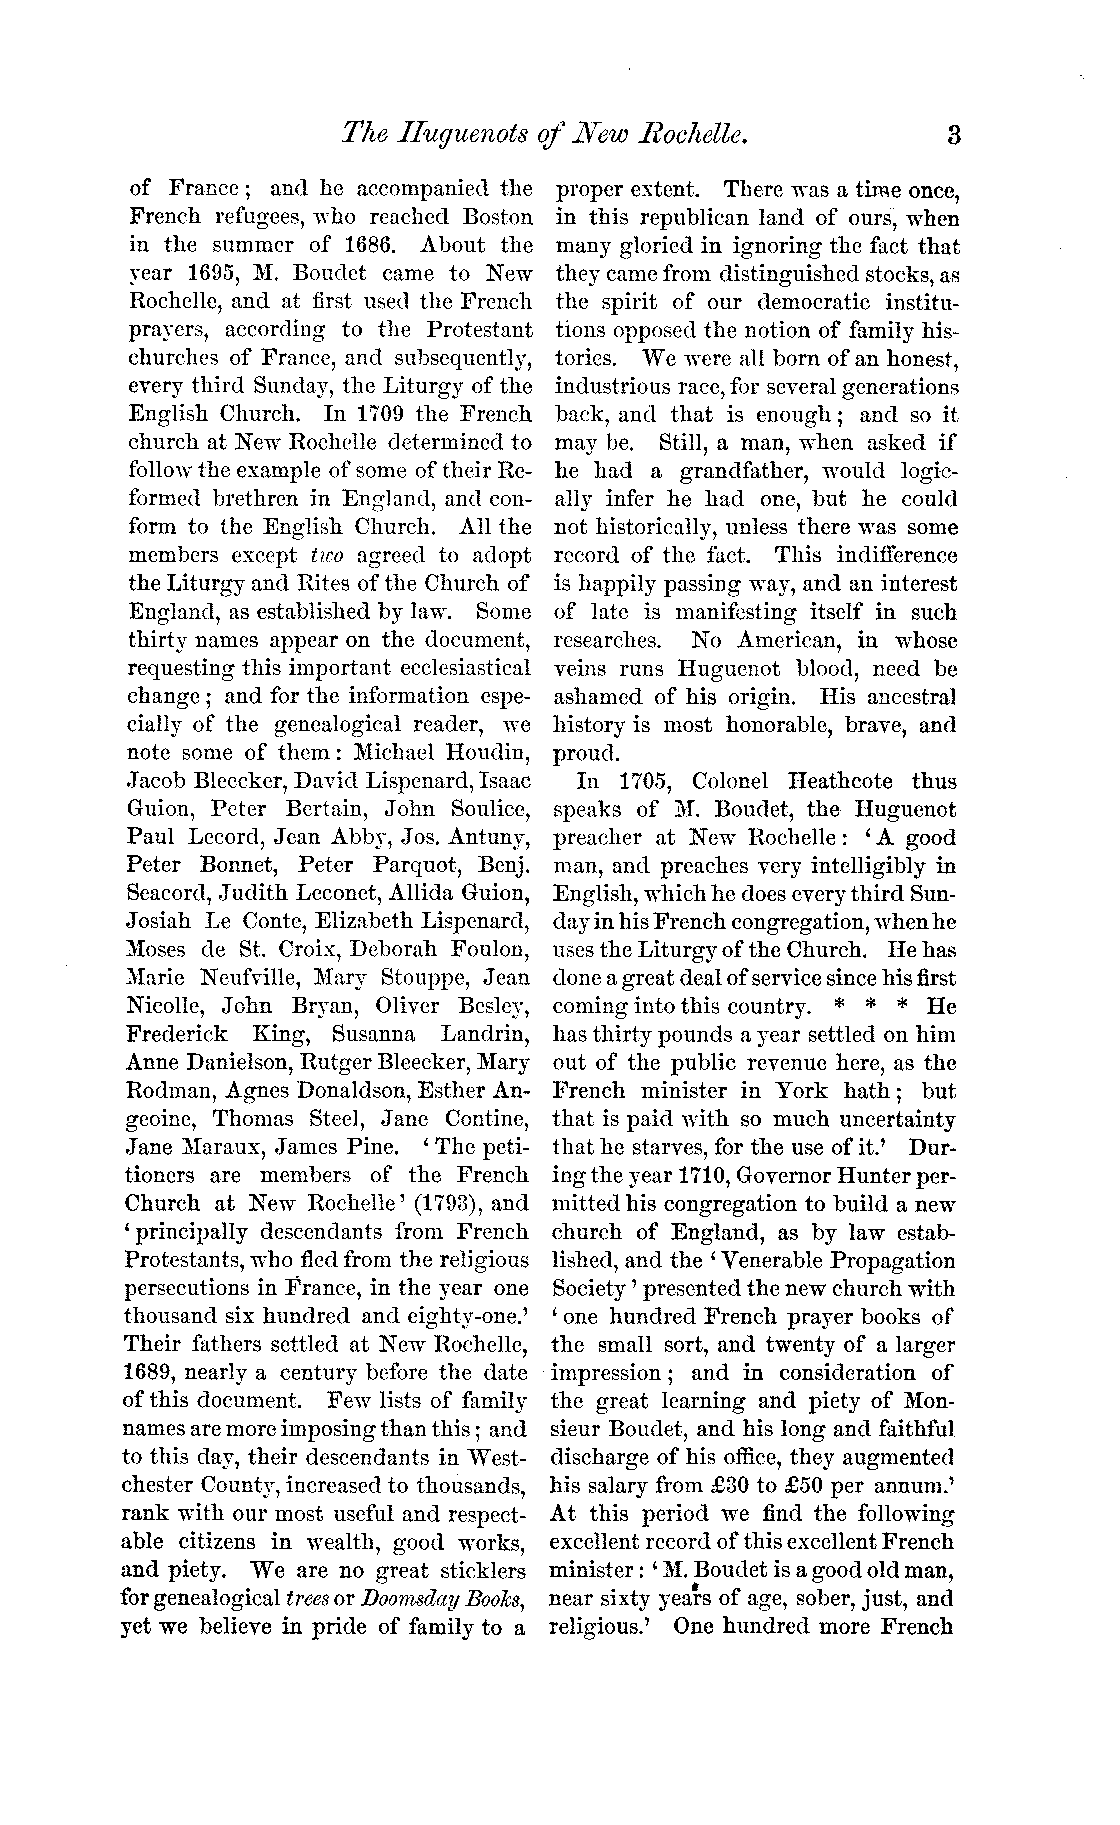 The Huguenots of New Rochelle. 3
of France; and he accompanied the
French refugees, who reached Boston
in the summer of 1686. About the
year 1695, M. Boudet came to New
Rochelle, and at first used the French
prayers, according to the Protestant
churches of France, and subsequently,
every third Sunday, the Liturgy of the
English Church. In 1709 the French
church at New Rochelle determined to
follow the example of some of their Re-
formed brethren in England, and con-
form to the English Church. All the
members except two agreed to adopt
the Liturgy and Rites of the Church of
England, as established by law. Some
thirty names appear on the document,
requesting this important ecclesiastical
change; and for the information espe-
cially of the genealogical reader, we
note some of them: Michael Houdin,
Jacob Bleecker, David Lispenard, Isaac
Guion, Peter Bertain, John Soulice,
Paul Lecord, Jean Abby, Jos. Antuny,
Peter Bonnet, Peter Parquot, Benj.
Seacord, Judith Leconet, Allida Guion,
Josiah Le Conte, Elizabeth Lispenard,
Moses de St. Croix, Deborah Foulon,
Marie Neufville, Mary Stouppe, Jean
Nicolle, John Bryan, Oliver Besley,
Frederick King, Susanna Landrin,
Anne Danielson, Rutger Bleecker, Mary
Rodman, Agnes Donaldson, Esther An-
geoine, Thomas Steel, Jane Contine,
Jane Maraux, James Pine. 'The peti-
tioners are members of the French
Church at New Rochelle' (1793), and
'principally descendants from French
Protestants, who fled from the religious
persecutions in France, in the year one
thousand six hundred and eighty-one.'
Their fathers settled at New Rochelle,
1689, nearly a century before the date
of this document. Few lists of family
names are more imposing than this; and
to this day, their descendants in West-
chester County, increased to thousands,
rank with our most useful and respect-
able citizens in wealth, good works,
and piety. We are no great sticklers
for genealogical trees or Doomsday Books,
yet we believe in pride of family to a
proper extent. There was a time once,
in this republican land of ours, when
many gloried in ignoring the fact that
they came from distinguished stocks, as
the spirit of our democratic institu-
tions opposed the notion of family his-
tories. We were all born of an honest,
industrious race, for several generations
back, and that is enough; and so it
may be. Still, a man, when asked if
he had a grandfather, would logic-
ally infer he had one, but he could
not historically, unless there was some
record of the fact. This indifference
is happily passing way, and an interest
of late is manifesting itself in such
researches. No American, in whose
veins runs Huguenot blood, need be
ashamed of his origin. His ancestral
history is most honorable, brave, and
proud.
In 1705, Colonel Heathcote thus
speaks of M. Boudet, the Huguenot
preacher at New Rochelle: 'A good
man, and preaches very intelligibly in
English, which he does every third Sun-
day in his French congregation, when he
uses the Liturgy of the Church. He has
done a great deal of service since his first
coming into this country. * * * He
has thirty pounds a year settled on him
out of the public revenue here, as the
French minister in York hath; but
that is paid with so much uncertainty
that he starves, for the use of it.' Dur-
ing the year 1710, Governor Hunter per-
mitted his congregation to build a new
church of England, as by law estab-
lished, and the 'Venerable Propagation
Society' presented the new church with
'one hundred French prayer books of
the small sort, and twenty of a larger
impression; and in consideration of
the great learning and piety of Mon-
sieur Boudet, and his long and faithful
discharge of his office, they augmented
his salary from £30 to £50 per annum.'
At this period we find the following
excellent record of this excellent French
minister: 'M. Boudet is a good old man,
near sixty years of age, sober, just, and
religious.' One hundred more French